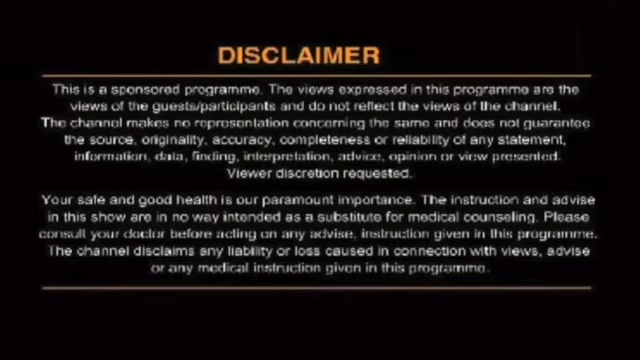 DISCLAIMER
This is a sponsored programme. The views expressed in this programme are the
views of the guests/participants and do not reflect the views of the channel.
The channel makes no representation concerning the same and does not guarantee
the source, originality, accuracy, completeness or reliability of any statement,
information, data, finding, interpretation, advice, opinion or view presented.
Viewer discretion requested.
Your safe and good health is our paramount importance. The instruction and advise
in this show are in no way intended as a substitute for medical counseling. Please
consult your doctor before acting on any advise, instruction given in this programme.
The channel disclaims any liability or loss caused in connection with views, advise
or any medical instruction given in this programme.